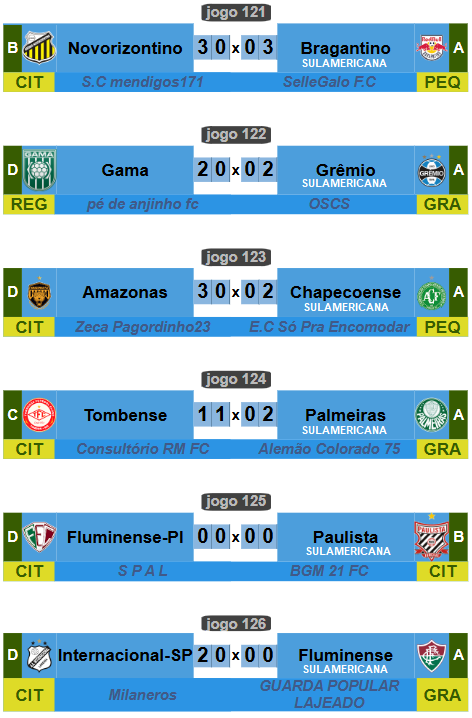 jogo 121
B Novorizontino 3 0 x 0 3 Bragantino A
SULAMERICANA
CIT S.C mendigos171 SelleGalo F.C PEQ
jogo 122
GAMA
D Gama 2 0 x 0 2 Grêmio A
GRÊMIO
SULAMERICANA
REG pé de anjinho fc OSCS GRA
jogo 123
D Amazonas 3 0 x 0 2 Chapecoense A
SULAMERICANA
CIT Zeca Pagordinho23 E.C Só Pra Encomodar PEQ
jogo 124
C Tombense 1 1 x 0 2 Palmeiras A
PALMEIRAS
SULAMERICANA
CIT Consultório RM FC Alemão Colorado 75 GRA
jogo 125
D Fluminense-PI 0 0 x 0 0 Paulista B
PAULISTA
SULAMERICANA
CIT S P A L BGM 21 FC CIT
jogo 126
D Internacional-SP 2 0 x 0 0 Fluminense A
SULAMERICANA
CIT Milaneros GUARDA POPULAR GRA
LAJEADO